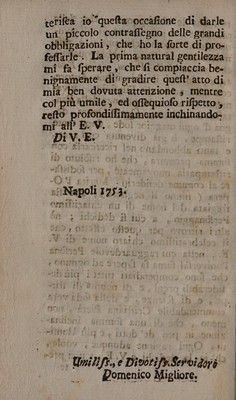 terisca io questa occasione di darle
un piccolo contrassegno delle grandi
obbligazioni, che ho la sorte di pro-
fessarle. La prima natural gentilezza
mi fa sperare, che si compiaccia be-
nignamente di gradire quest' atto di
mia ben dovuta attenzione, mentre
col più umile, ed ossequioso rispetto,
resto profondissimamente inchinando-
mi all' E. V.
Di V. E.
Napoli 1753.
Umiliss., e Divotiss. Servidore
Domenico Migliore.